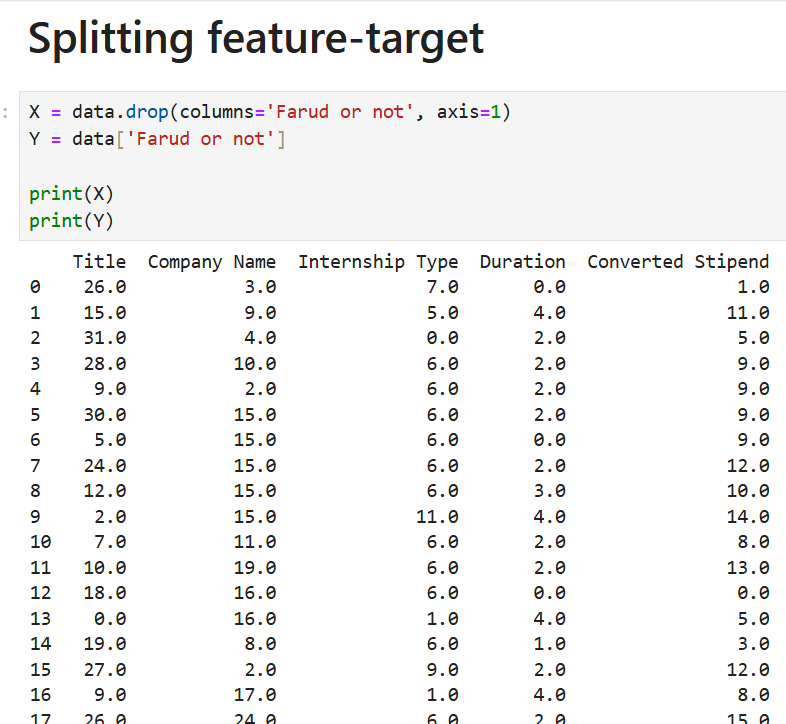 Splitting feature-target
:
X = data.drop(columns='Farud or not', axis=1)
Y = data['Farud or not']
print(X)
print(Y)
Title Company Name Internship Type Duration Converted Stipend
0 26.0 3.0 7.0 0.0 1.0
1 15.0 9.0 5.0 4.0 11.0
2 31.0 4.0 0.0 2.0 5.0
3 28.0 10.0 6.0 2.0 9.0
4 9.0 2.0 6.0 2.0 9.0
5 30.0 15.0 6.0 2.0 9.0
6 5.0 15.0 6.0 0.0 9.0
7 24.0 15.0 6.0 2.0 12.0
8 12.0 15.0 6.0 3.0 10.0
9 2.0 15.0 11.0 4.0 14.0
10 7.0 11.0 6.0 2.0 8.0
11 10.0 19.0 6.0 2.0 13.0
12 18.0 16.0 6.0 0.0 0.0
13 0.0 16.0 1.0 4.0 5.0
14 19.0 8.0 6.0 1.0 3.0
15 27.0 2.0 9.0 2.0 12.0
16 9.0 17.0 1.0 4.0 8.0
17 26.0 24.0 6.0 2.0 15.0